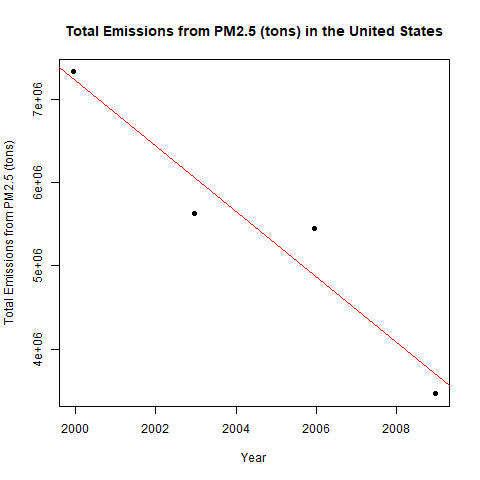 Total Emissions from PM2.5 (tons) in the United States
Total Emissions from PM2.5 (tons)
7e+06
6e+06
5e+06
4e+06
2000 2002 2004 2006 2008
Year